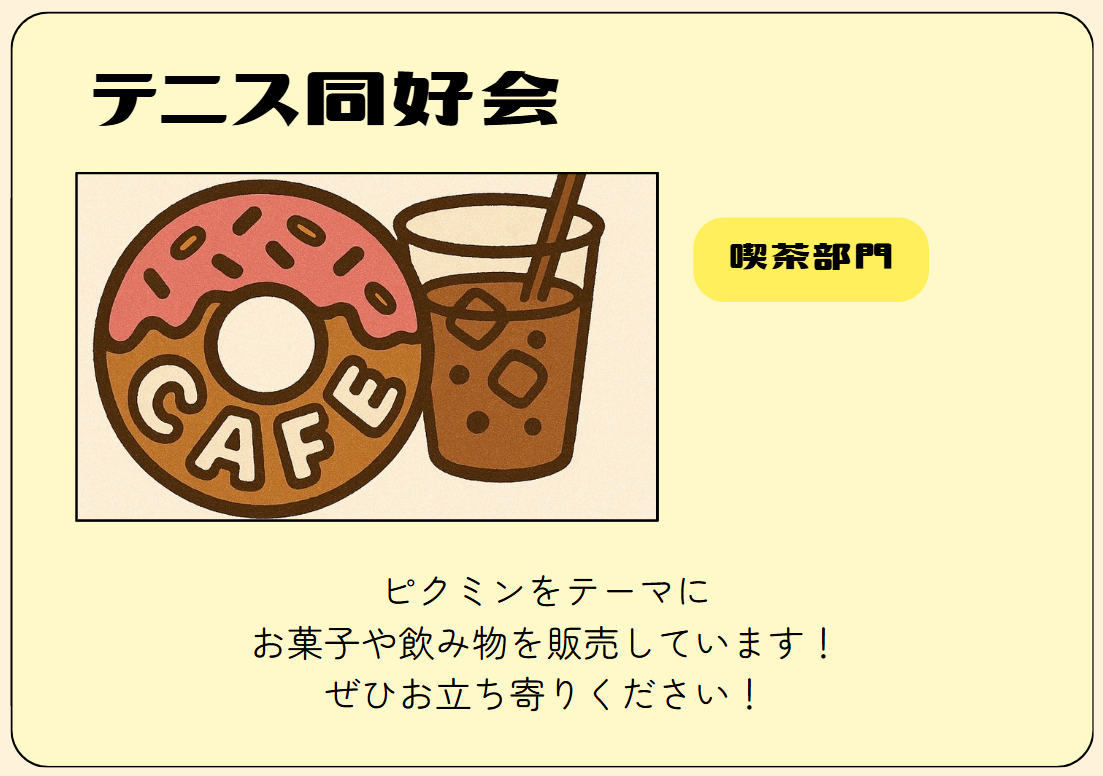 テニス同好会
CAFE
喫茶部門
ピクミンをテーマに
お菓子や飲み物を販売しています！
ぜひお立ち寄りください！